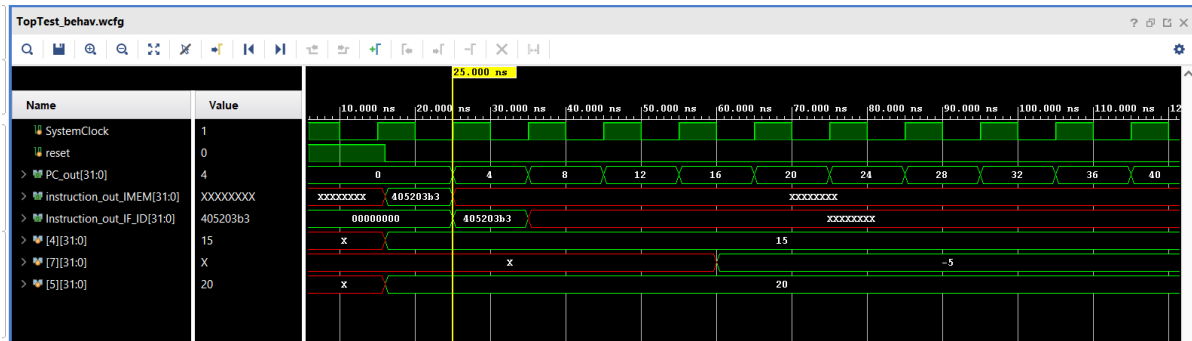 TopTest_behav.wcfg
25.000 ns
Name Value
10.000 ns 20.000 ns 30.000 ns 40.000 ns 50.000 ns 60.000 ns 70.000 ns 80.000 ns 90.000 ns 100.000 ns 110.000 ns 12
SystemClock 1
reset 0
PC_out[31:0] 4 0 4 8 12 16 20 24 28 32 36 40
instruction_out_IMEM[31:0] XXXXXXXX XXXXXXXX 405203b3 XXXXXXXX
Instruction_out_IF_ID[31:0] 405203b3 00000000 405203b3 XXXXXXXX
[4][31:0] 15 X 15
[7][31:0] X X -5
[5][31:0] 20 X 20